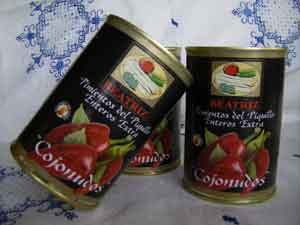 BEATRIZ
Pimientos del Piquillo
Enteros Extra
"Cojonudos"
BEATRIZ
Pimientos del Piquillo
Enteros Extra
"Cojonudos"